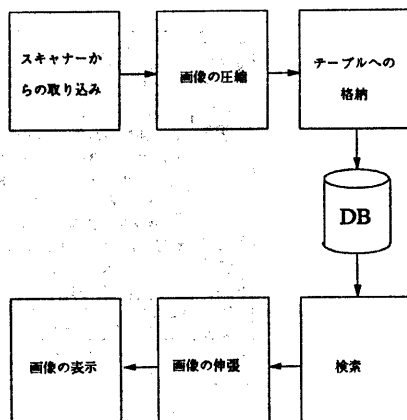 スキャナーか
らの取り込み
画像の圧縮
テーブルへの
格納
DB
検索
画像の伸張
画像の表示